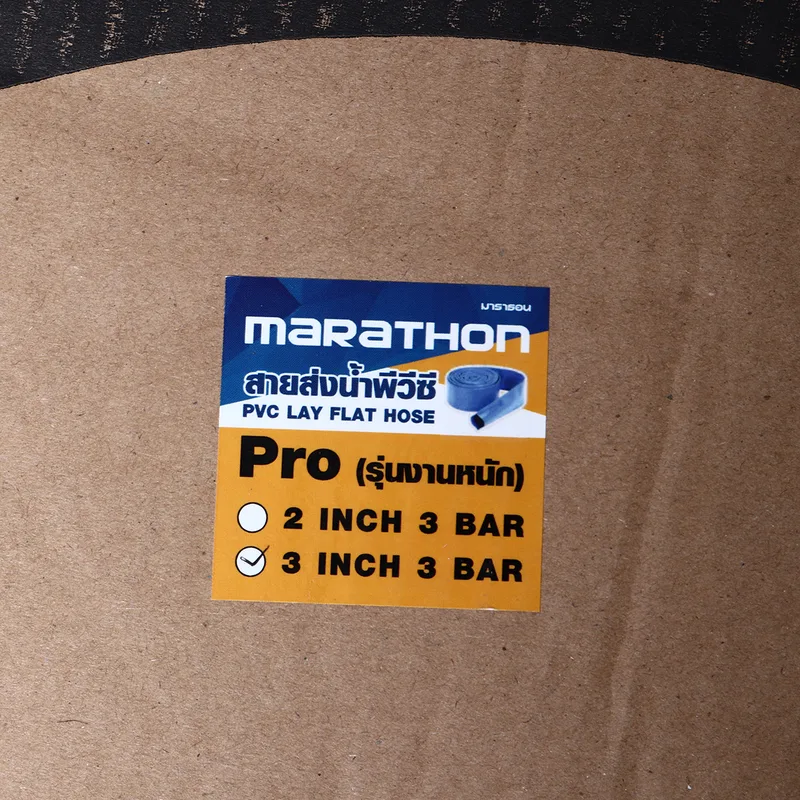 มาราธอน
maRaTHON
สายส่งน้ำพีวีซี
PVC LAY FLAT HOSE
Pro (รุ่นงานหนัก)
2 INCH 3 BAR
3 INCH 3 BAR